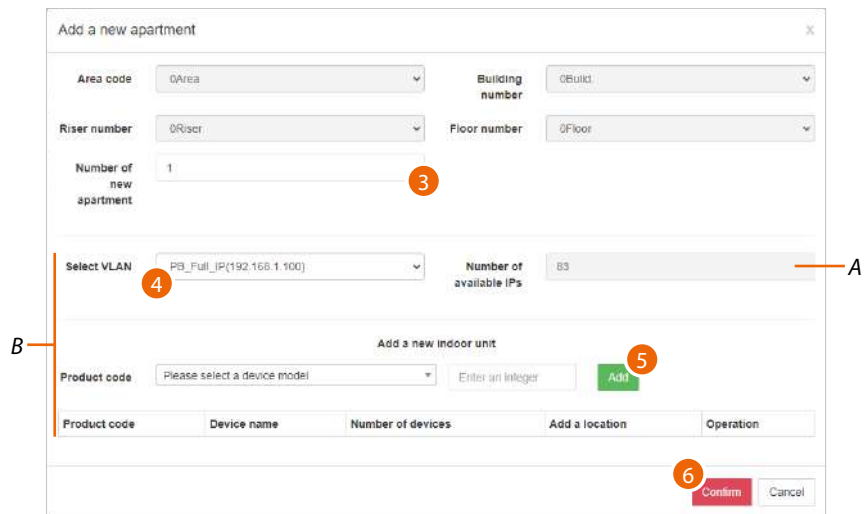 Add a new apartment x
Area code 0Area Building number 0Build
Riser number 0Riser Floor number 0Floor
Number of new apartment 1
3
Select VLAN PB_Full_IP(192.168.1.100) Number of available IPs 83 A
4
B
Add a new indoor unit
5
Product code Please select a device model Enter an integer Add
Product code Device name Number of devices Add a location Operation
6
Confirm Cancel